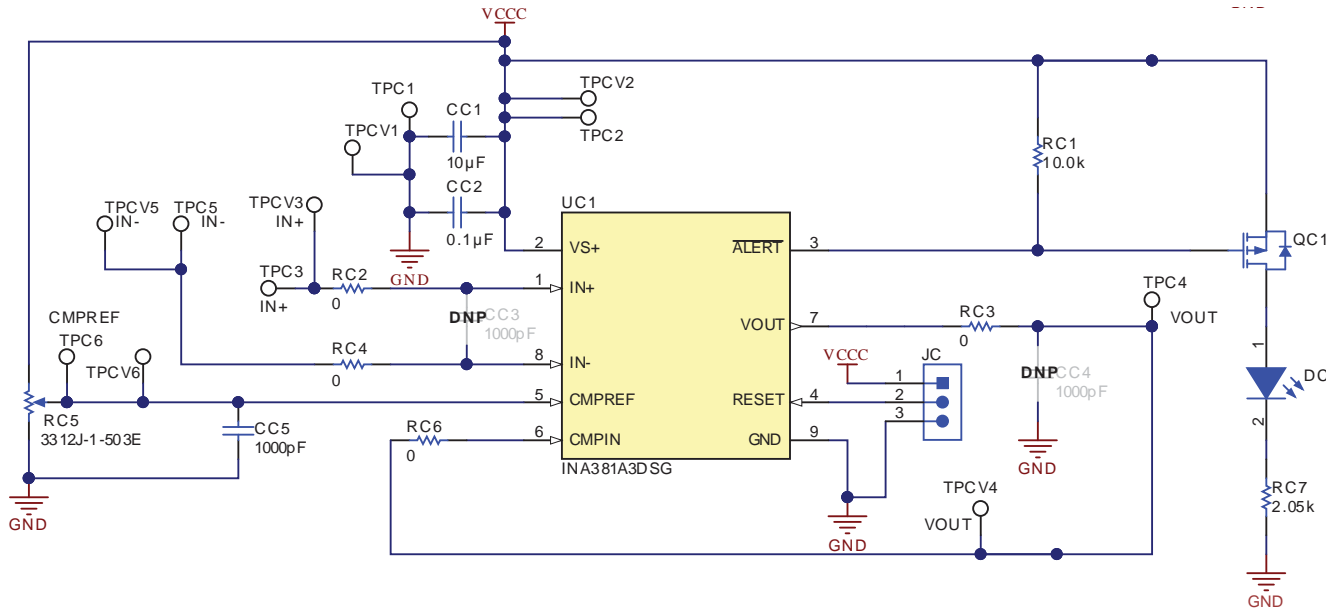 VCCC
TPC1
TPCV1
CC1
10µF
CC2
0.1µF
GND
TPCV2
TPC2
RC1
10.0k
TPCV5
IN-
TPC5
IN-
TPCV3
IN+
TPC3
IN+
RC2
0
DNP
CC3
1000pF
RC4
0
UC1
2
VS+
ALERT
3
1
IN+
VOUT
7
8
IN-
5
CMPREF
RESET
4
6
CMPIN
GND
9
INA381A3DSG
QC1
TPC4
VOUT
RC3
0
DNP
CC4
1000pF
GND
VCCC
JC
1
2
3
GND
CMPREF
TPC6
TPCV6
RC5
3312J-1-503E
CC5
1000pF
GND
RC6
0
TPCV4
VOUT
1
2
RC7
2.05k
GND